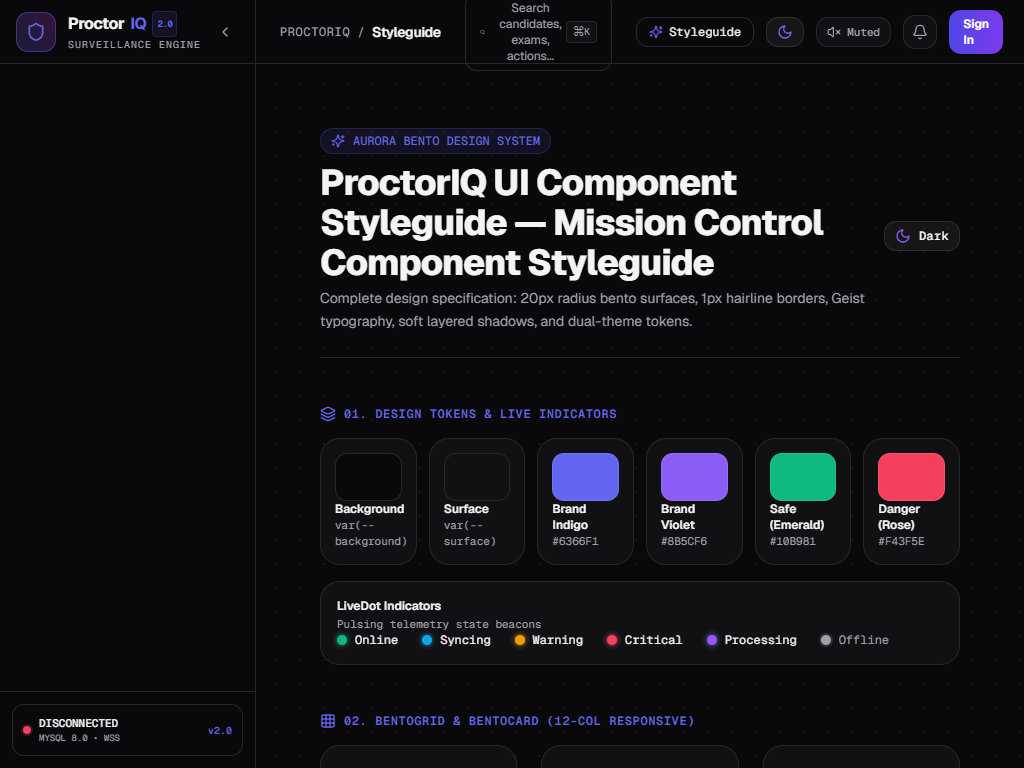 Proctor IQ 2.0
SURVEILLANCE ENGINE
PROCTORIQ / Styleguide
Search
candidates,
exams,
actions…
⌘K
Styleguide
Muted
Sign
In
AURORA BENTO DESIGN SYSTEM
ProctorIQ UI Component
Styleguide — Mission Control
Component Styleguide
Dark
Complete design specification: 20px radius bento surfaces, 1px hairline borders, Geist
typography, soft layered shadows, and dual-theme tokens.
01. DESIGN TOKENS & LIVE INDICATORS
Background
var(--
background)
Surface
var(--
surface)
Brand
Indigo
#6366F1
Brand
Violet
#8B5CF6
Safe
(Emerald)
#10B981
Danger
(Rose)
#F43F5E
LiveDot Indicators
Pulsing telemetry state beacons
Online Syncing Warning Critical Processing Offline
02. BENTOGRID & BENTOCARD (12-COL RESPONSIVE)
DISCONNECTED
MYSQL 8.0 • WSS
v2.0